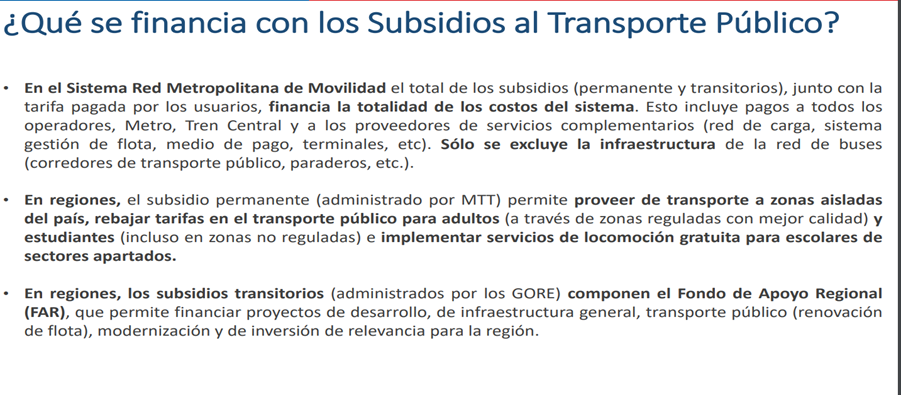 ¿Qué se financia con los Subsidios al Transporte Público?
• En el Sistema Red Metropolitana de Movilidad el total de los subsidios (permanente y transitorios), junto con la
tarifa pagada por los usuarios, financia la totalidad de los costos del sistema. Esto incluye pagos a todos los
operadores, Metro, Tren Central y a los proveedores de servicios complementarios (red de carga, sistema
gestión de flota, medio de pago, terminales, etc). Sólo se excluye la infraestructura de la red de buses
(corredores de transporte público, paraderos, etc.).
• En regiones, el subsidio permanente (administrado por MTT) permite proveer de transporte a zonas aisladas
del país, rebajar tarifas en el transporte público para adultos (a través de zonas reguladas con mejor calidad) y
estudiantes (incluso en zonas no reguladas) e implementar servicios de locomoción gratuita para escolares de
sectores apartados.
• En regiones, los subsidios transitorios (administrados por los GORE) componen el Fondo de Apoyo Regional
(FAR), que permite financiar proyectos de desarrollo, de infraestructura general, transporte público (renovación
de flota), modernización y de inversión de relevancia para la región.